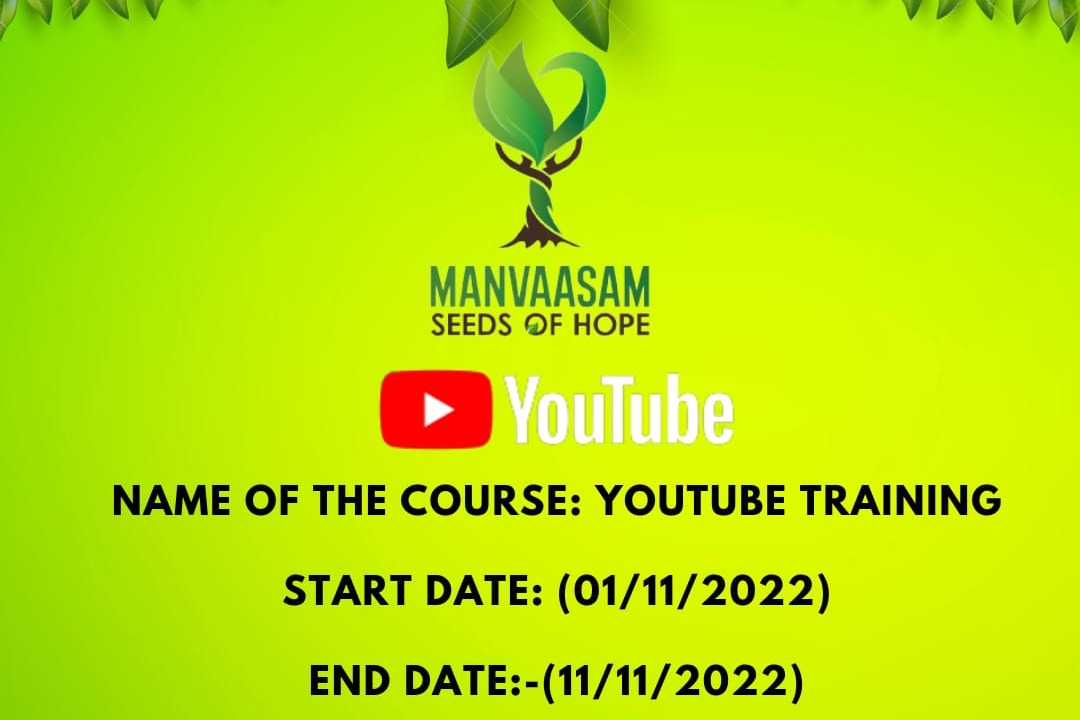 MANVAASAM
SEEDS OF HOPE
YouTube
NAME OF THE COURSE: YOUTUBE TRAINING
START DATE: (01/11/2022)
END DATE:-(11/11/2022)